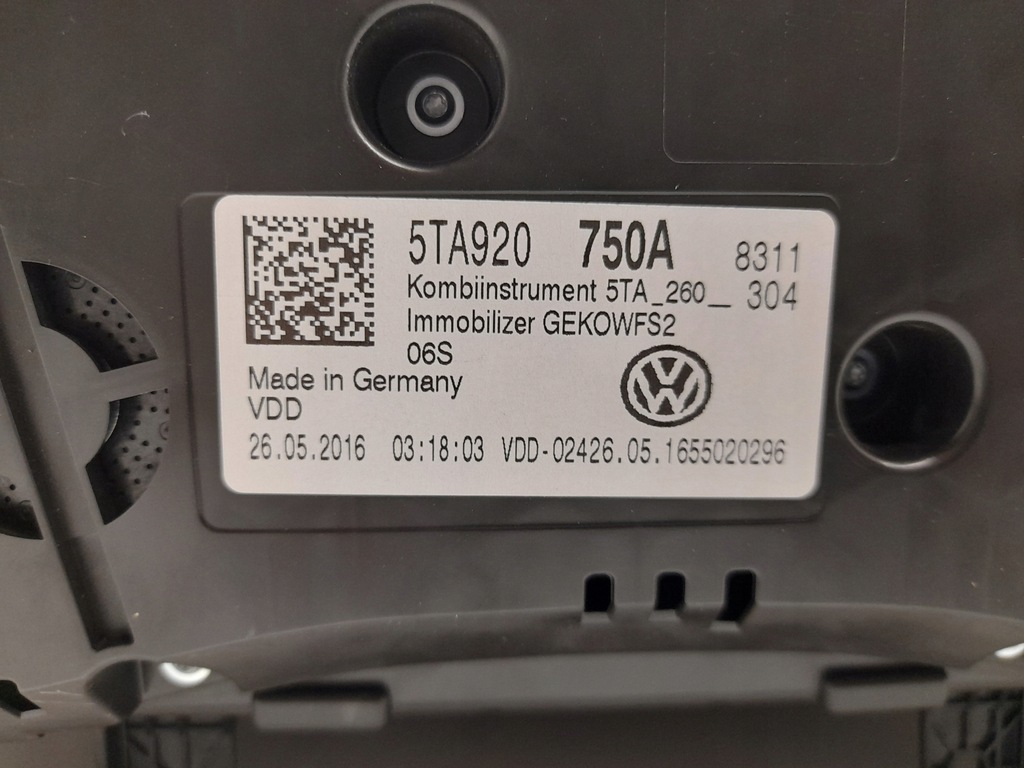 5TA920 750A 8311
Kombiinstrument 5TA_260__ 304
Immobilizer GEKOWFS2
06S
Made in Germany
VDD
26.05.2016 03:18:03 VDD-02426.05.1655020296